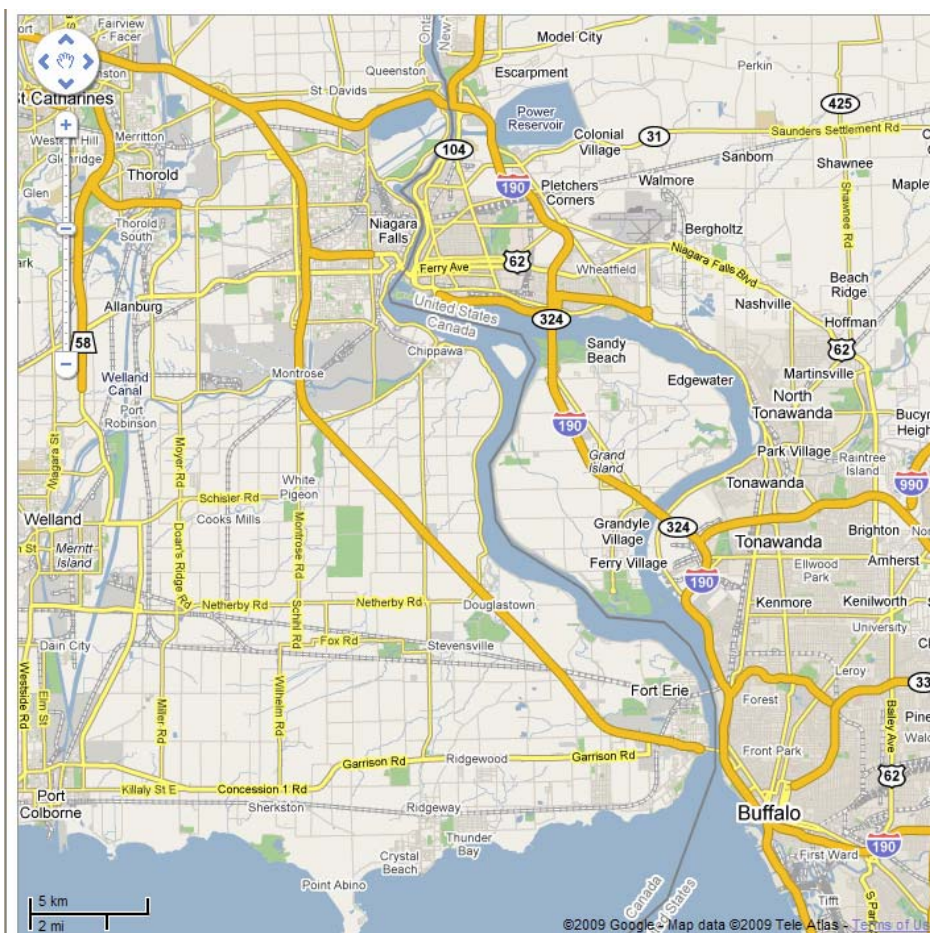 Fairview
- Facer
Ontario
New
Model City
Perkin
Queenston
Escarpment
St Catharines
St Davids
Power
Reservoir
425
Merritton
104
Colonial
Village
31
Saunders Settlement Rd
Western Hill
Glenridge
Thorold
Sanborn
Shawnee
Glen
190
Pletchers
Corners
Walmore
Shawnee Rd
Niagara
Falls
Bergholtz
Thorold
South
62
Ferry Ave
Wheatfield
Niagara Falls Blvd
Beach
Ridge
Allanburg
United States
Canada
324
Nashville
Hoffman
58
Chippawa
Sandy
Beach
62
Martinsville
Welland
Canal
Montrose
Edgewater
North
Tonawanda
Port
Robinson
190
Niagara St
Moyer Rd
Grand
Island
Park Village
Raintree
Island
White
Pigeon
Tonawanda
990
Schisler Rd
Cooks Mills
Welland
Doan's Ridge Rd
Montrose Rd
Grandyle
Village
324
Tonawanda
Brighton
Merritt
Island
Ferry Village
190
Ellwood
Park
Amherst
Netherby Rd
Netherby Rd
Douglastown
Kenmore
Kenilworth
University
Dain City
Schihl Rd
Fox Rd
Stevensville
Westside Rd
Elm St
Miller Rd
Wilhelm Rd
Fort Erie
Forest
Leroy
33
Bailey Ave
Garrison Rd
Ridgewood
Garrison Rd
Front Park
62
Port
Colborne
Killaly St E
Concession 1 Rd
Sherkston
Ridgeway
Buffalo
Thunder
Bay
190
Crystal
Beach
First Ward
Point Abino
Tifft
5 km
2 mi
Canada
United States
©2009 Google - Map data ©2009 Tele Atlas - Terms of Us